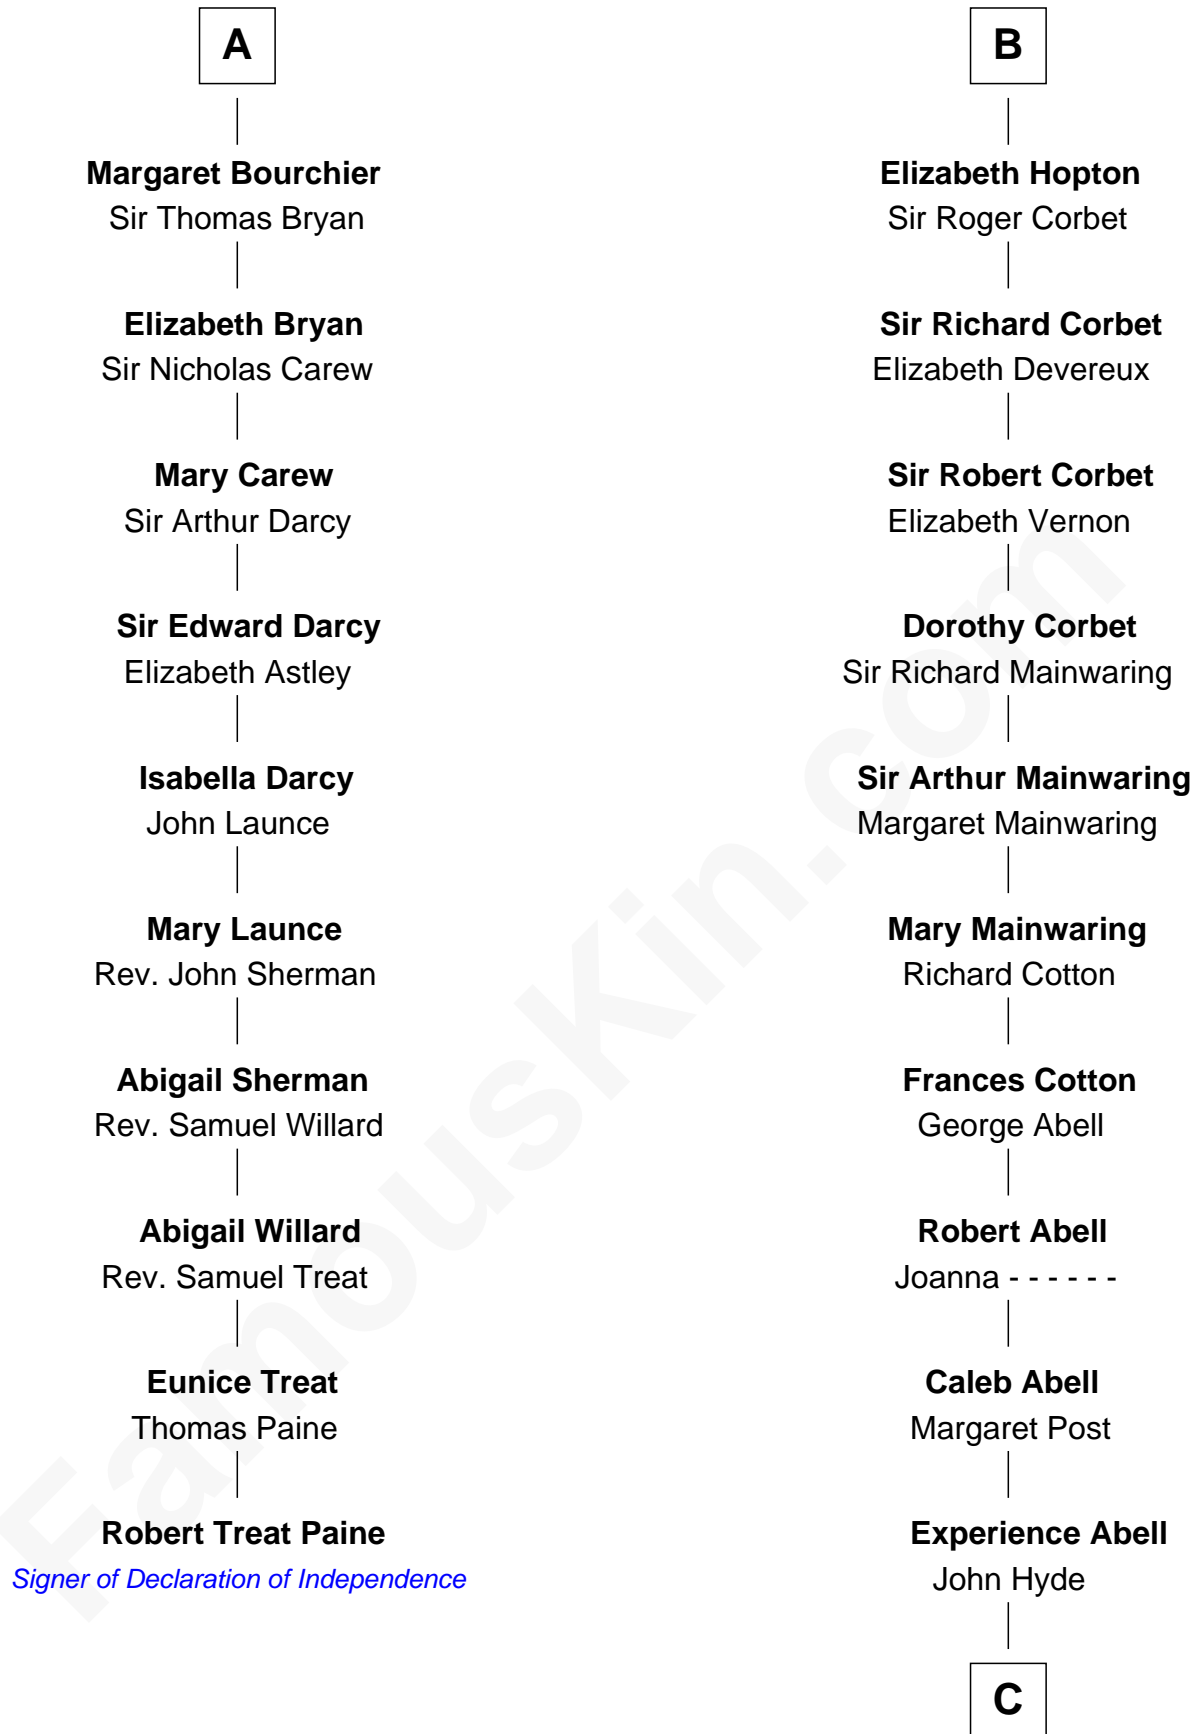 A
Margaret Bourchier
Sir Thomas Bryan
Elizabeth Bryan
Sir Nicholas Carew
Mary Carew
Sir Arthur Darcy
Sir Edward Darcy
Elizabeth Astley
Isabella Darcy
John Launce
Mary Launce
Rev. John Sherman
Abigail Sherman
Rev. Samuel Willard
Abigail Willard
Rev. Samuel Treat
Eunice Treat
Thomas Paine
Robert Treat Paine
Signer of Declaration of Independence
B
Elizabeth Hopton
Sir Roger Corbet
Sir Richard Corbet
Elizabeth Devereux
Sir Robert Corbet
Elizabeth Vernon
Dorothy Corbet
Sir Richard Mainwaring
Sir Arthur Mainwaring
Margaret Mainwaring
Mary Mainwaring
Richard Cotton
Frances Cotton
George Abell
Robert Abell
Joanna - - - - - -
Caleb Abell
Margaret Post
Experience Abell
John Hyde
C
FamousKin.com